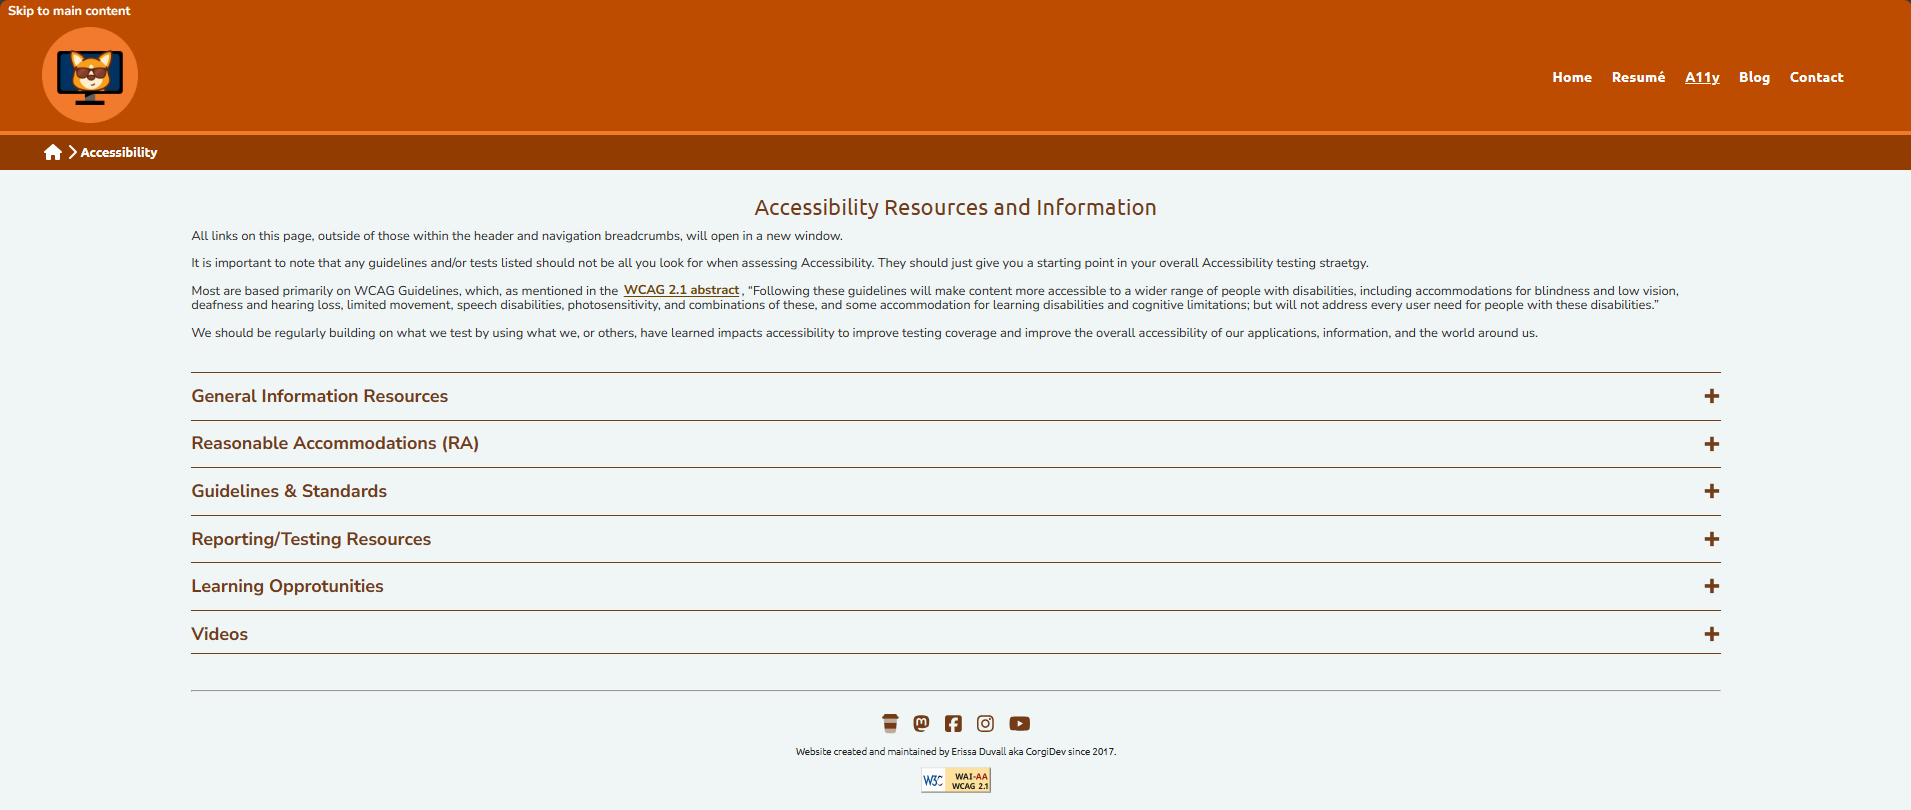 Skip to main content
Home Resumé A11y Blog Contact
Accessibility
Accessibility Resources and Information
All links on this page, outside of those within the header and navigation breadcrumbs, will open in a new window.
It is important to note that any guidelines and/or tests listed should not be all you look for when assessing Accessibility. They should just give you a starting point in your overall Accessibility testing straetgy.
Most are based primarily on WCAG Guidelines, which, as mentioned in the WCAG 2.1 abstract, “Following these guidelines will make content more accessible to a wider range of people with disabilities, including accommodations for blindness and low vision,
deafness and hearing loss, limited movement, speech disabilities, photosensitivity, and combinations of these, and some accommodation for learning disabilities and cognitive limitations; but will not address every user need for people with these disabilities.”
We should be regularly building on what we test by using what we, or others, have learned impacts accessibility to improve testing coverage and improve the overall accessibility of our applications, information, and the world around us.
General Information Resources
Reasonable Accommodations (RA)
Guidelines & Standards
Reporting/Testing Resources
Learning Opprotunities
Videos
Website created and maintained by Erissa Duvall aka CorgiDev since 2017.
W3C WAI-AA
WCAG 2.1